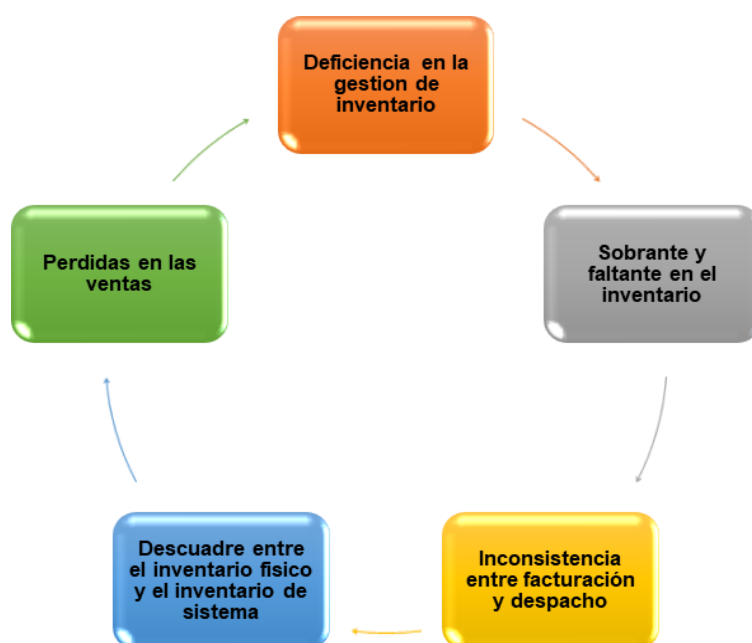 Deficiencia en la
gestion de
inventario
Sobrante y
faltante en el
inventario
Inconsistencia
entre facturación
y despacho
Descuadre entre
el inventario fisico
y el inventario de
sistema
Perdidas en las
ventas